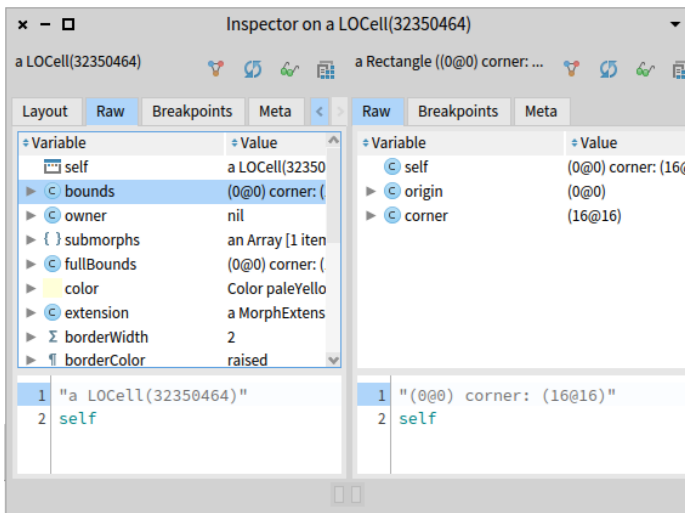 Inspector on a LOCell(32350464)
a LOCell(32350464)
Layout Raw Breakpoints Meta
Variable Value
self a LOCell(32350
bounds (0@0) corner: (
owner nil
{ } submorphs an Array [1 iten
fullBounds (0@0) corner: (
color Color paleYello
extension a MorphExtens
Σ borderWidth 2
¶ borderColor raised
1 "a LOCell(32350464)"
2 self
a Rectangle ((0@0) corner: ...
Raw Breakpoints Meta
Variable Value
self (0@0) corner: (16@
origin (0@0)
corner (16@16)
1 "(0@0) corner: (16@16)"
2 self